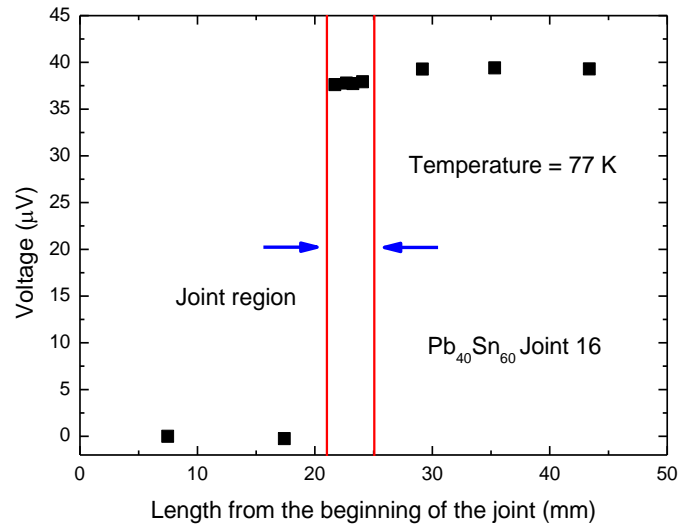 45
40
35
30
25
20
15
10
5
0
Voltage (μV)
Temperature = 77 K
Joint region
Pb₄₀Sn₆₀ Joint 16
0 10 20 30 40 50
Length from the beginning of the joint (mm)